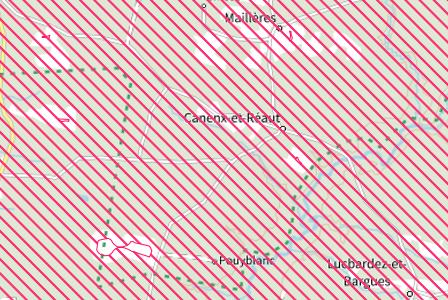 Maillères
Canenx-et-Réaut
Pouyblanc
Lucbardez-et-
Bargues